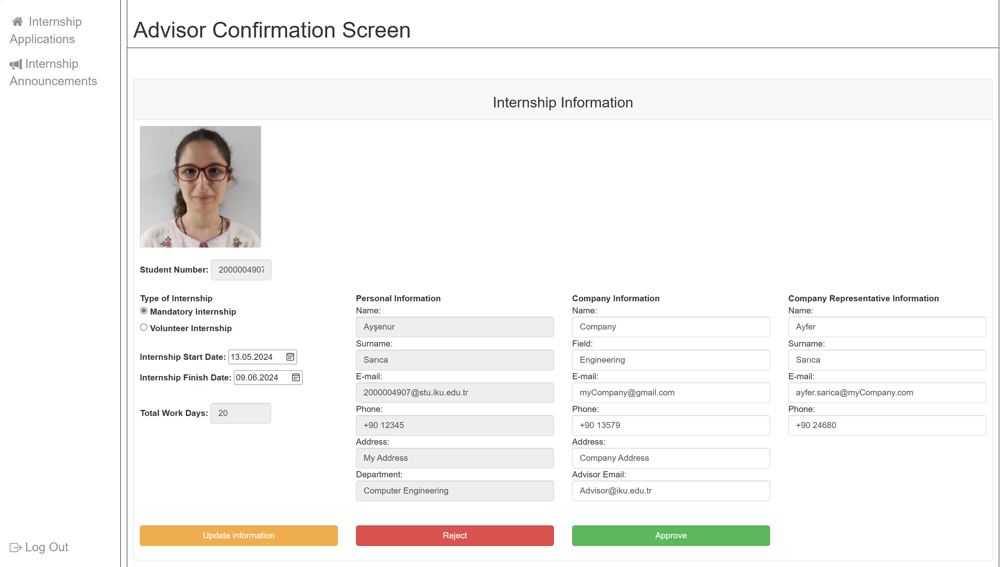 Internship
Applications
Internship
Announcements
Log Out
Advisor Confirmation Screen
Internship Information
Student Number: 2000004907
Type of Internship
Mandatory Internship
Volunteer Internship
Internship Start Date: 13.05.2024
Internship Finish Date: 09.06.2024
Total Work Days: 20
Personal Information
Name:
Ayşenur
Surname:
Sarıca
E-mail:
2000004907@stu.iku.edu.tr
Phone:
+90 12345
Address:
My Address
Department:
Computer Engineering
Company Information
Name:
Company
Field:
Engineering
E-mail:
myCompany@gmail.com
Phone:
+90 13579
Address:
Company Address
Advisor Email:
Advisor@iku.edu.tr
Company Representative Information
Name:
Ayfer
Surname:
Sarıca
E-mail:
ayfer.sarica@myCompany.com
Phone:
+90 24680
Update information
Reject
Approve